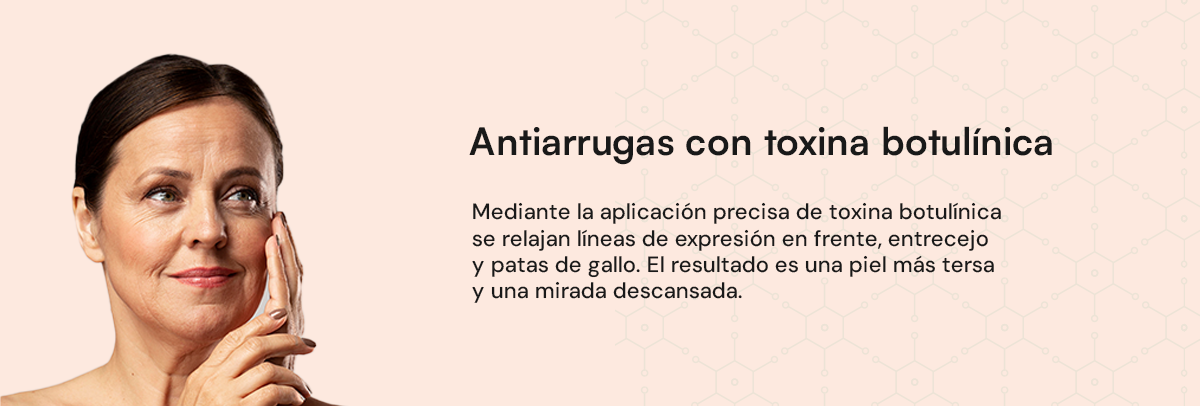 Antiarrugas con toxina botulínica
Mediante la aplicación precisa de toxina botulínica
se relajan líneas de expresión en frente, entrecejo
y patas de gallo. El resultado es una piel más tersa
y una mirada descansada.